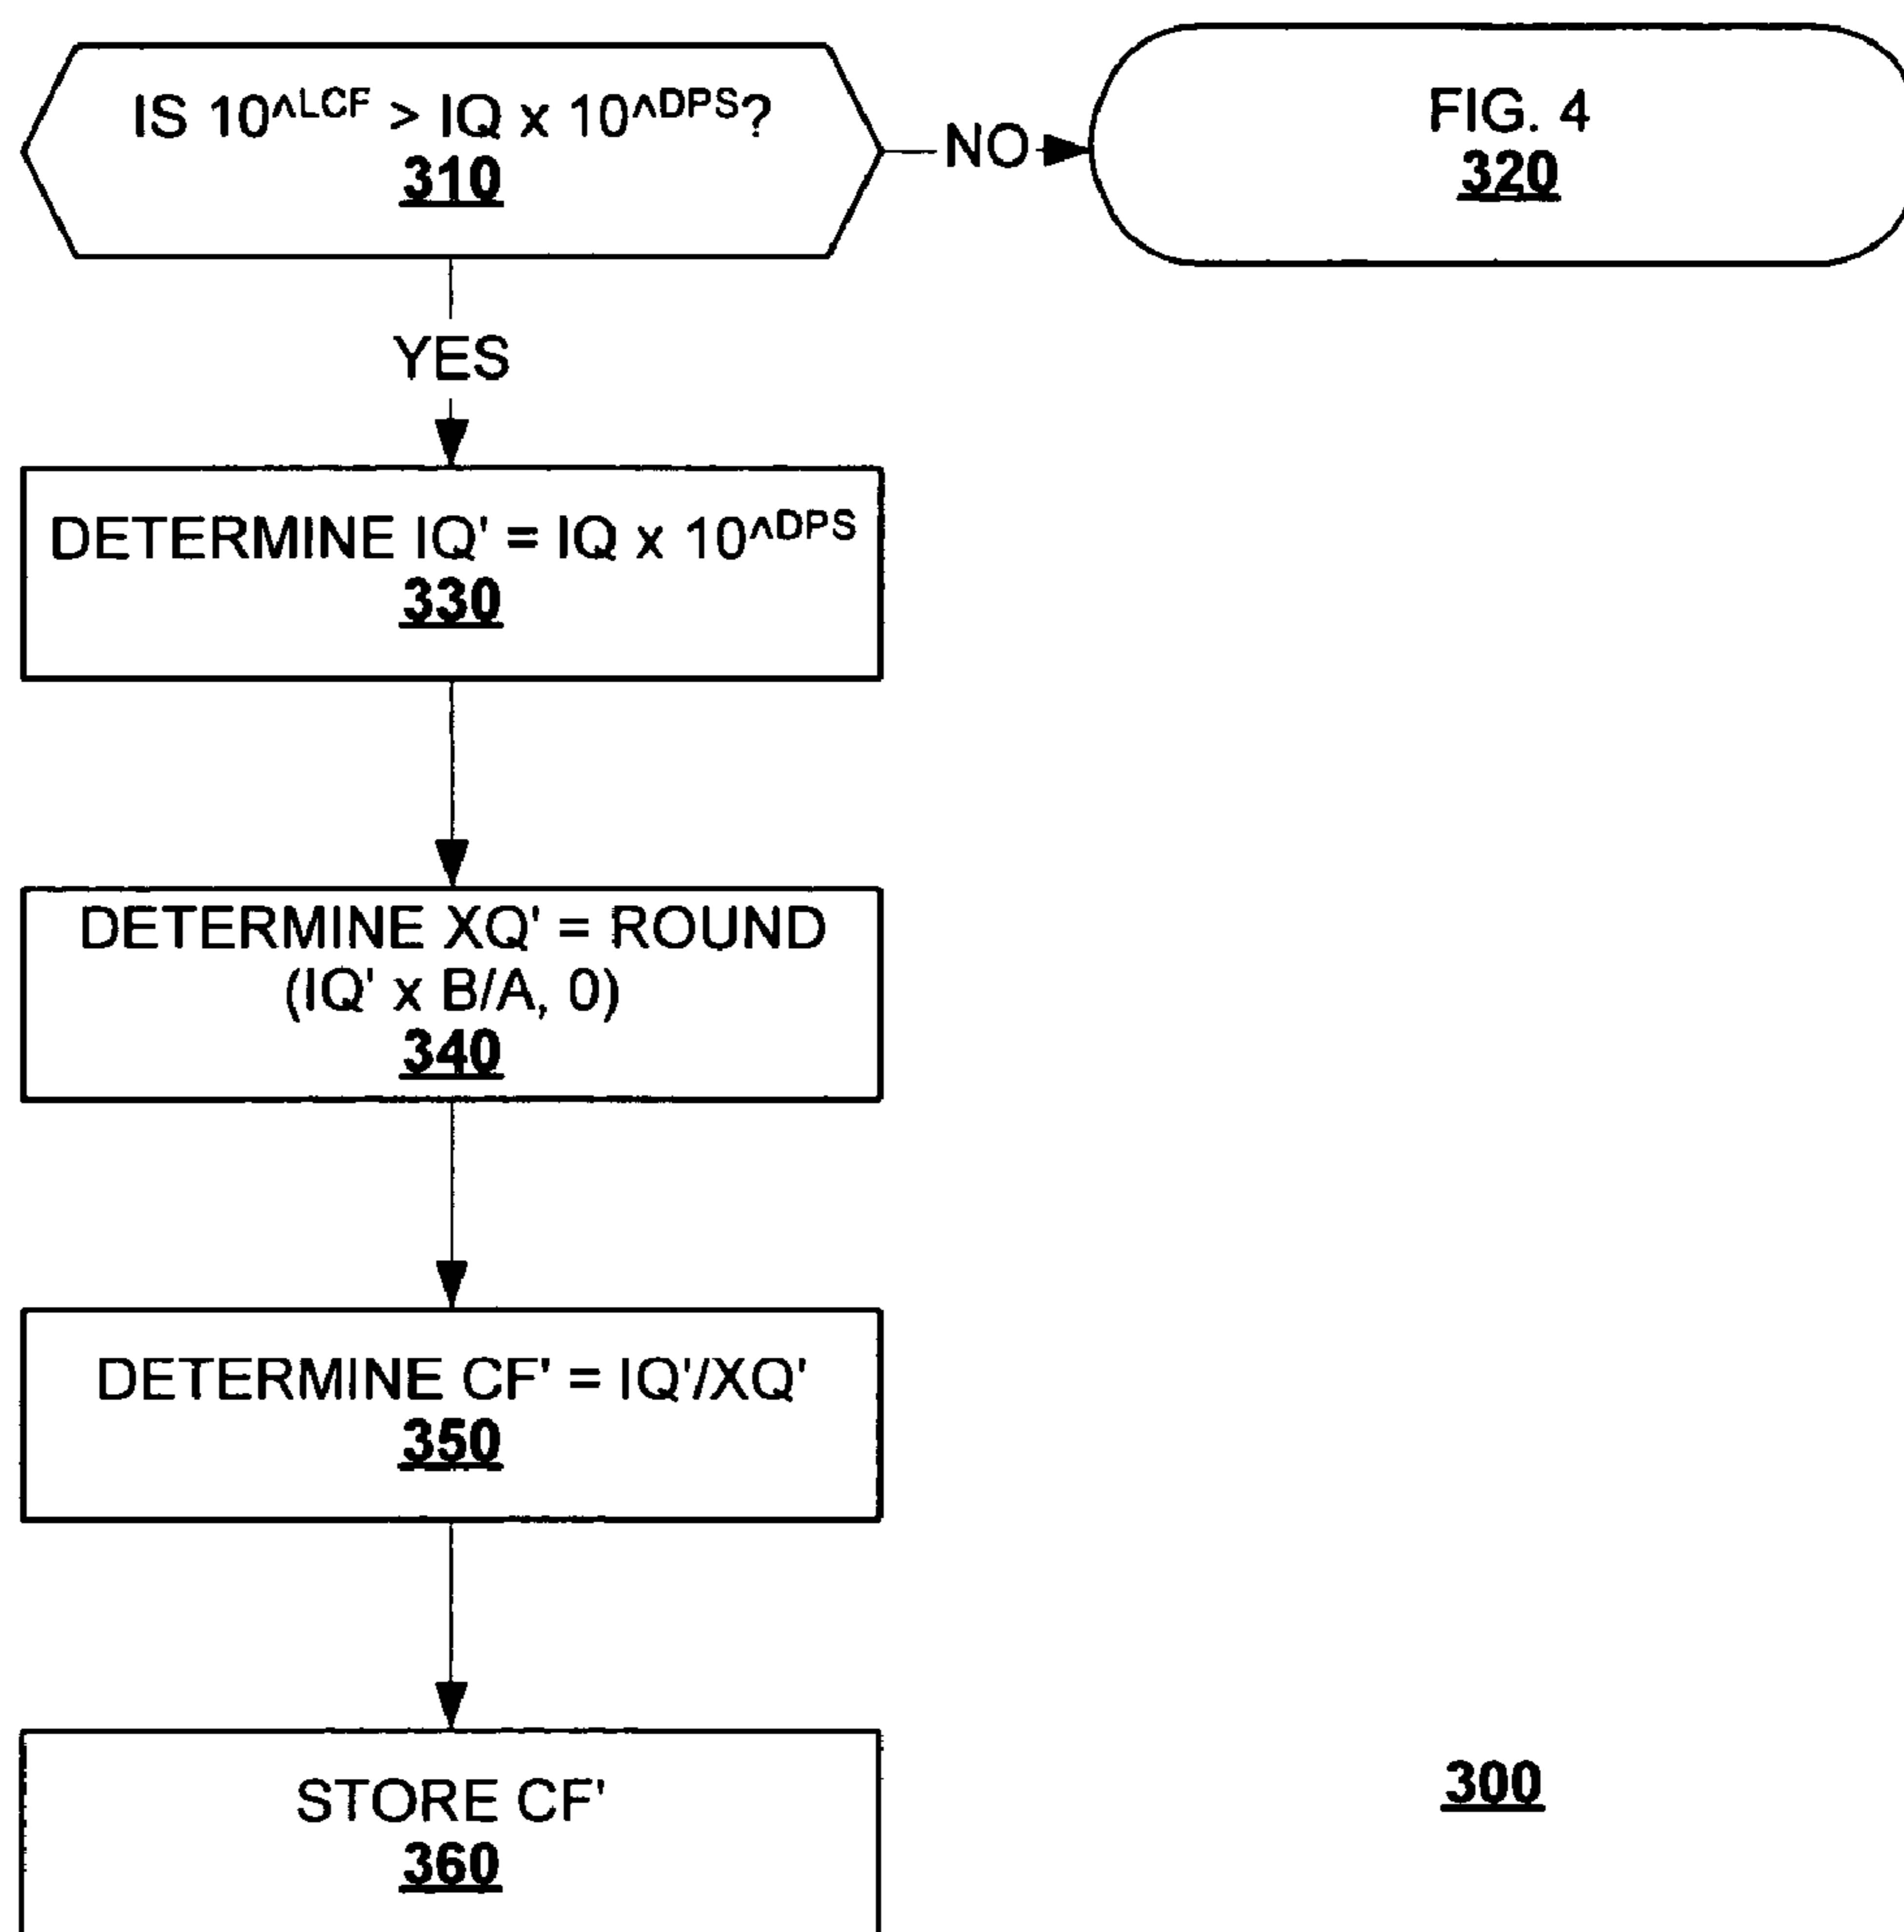 IS 10^LCF > IQ x 10^DPS?
310
NO
FIG. 4
320
YES
DETERMINE IQ' = IQ x 10^DPS
330
DETERMINE XQ' = ROUND
(IQ' x B/A, 0)
340
DETERMINE CF' = IQ'/XQ'
350
STORE CF'
360
300